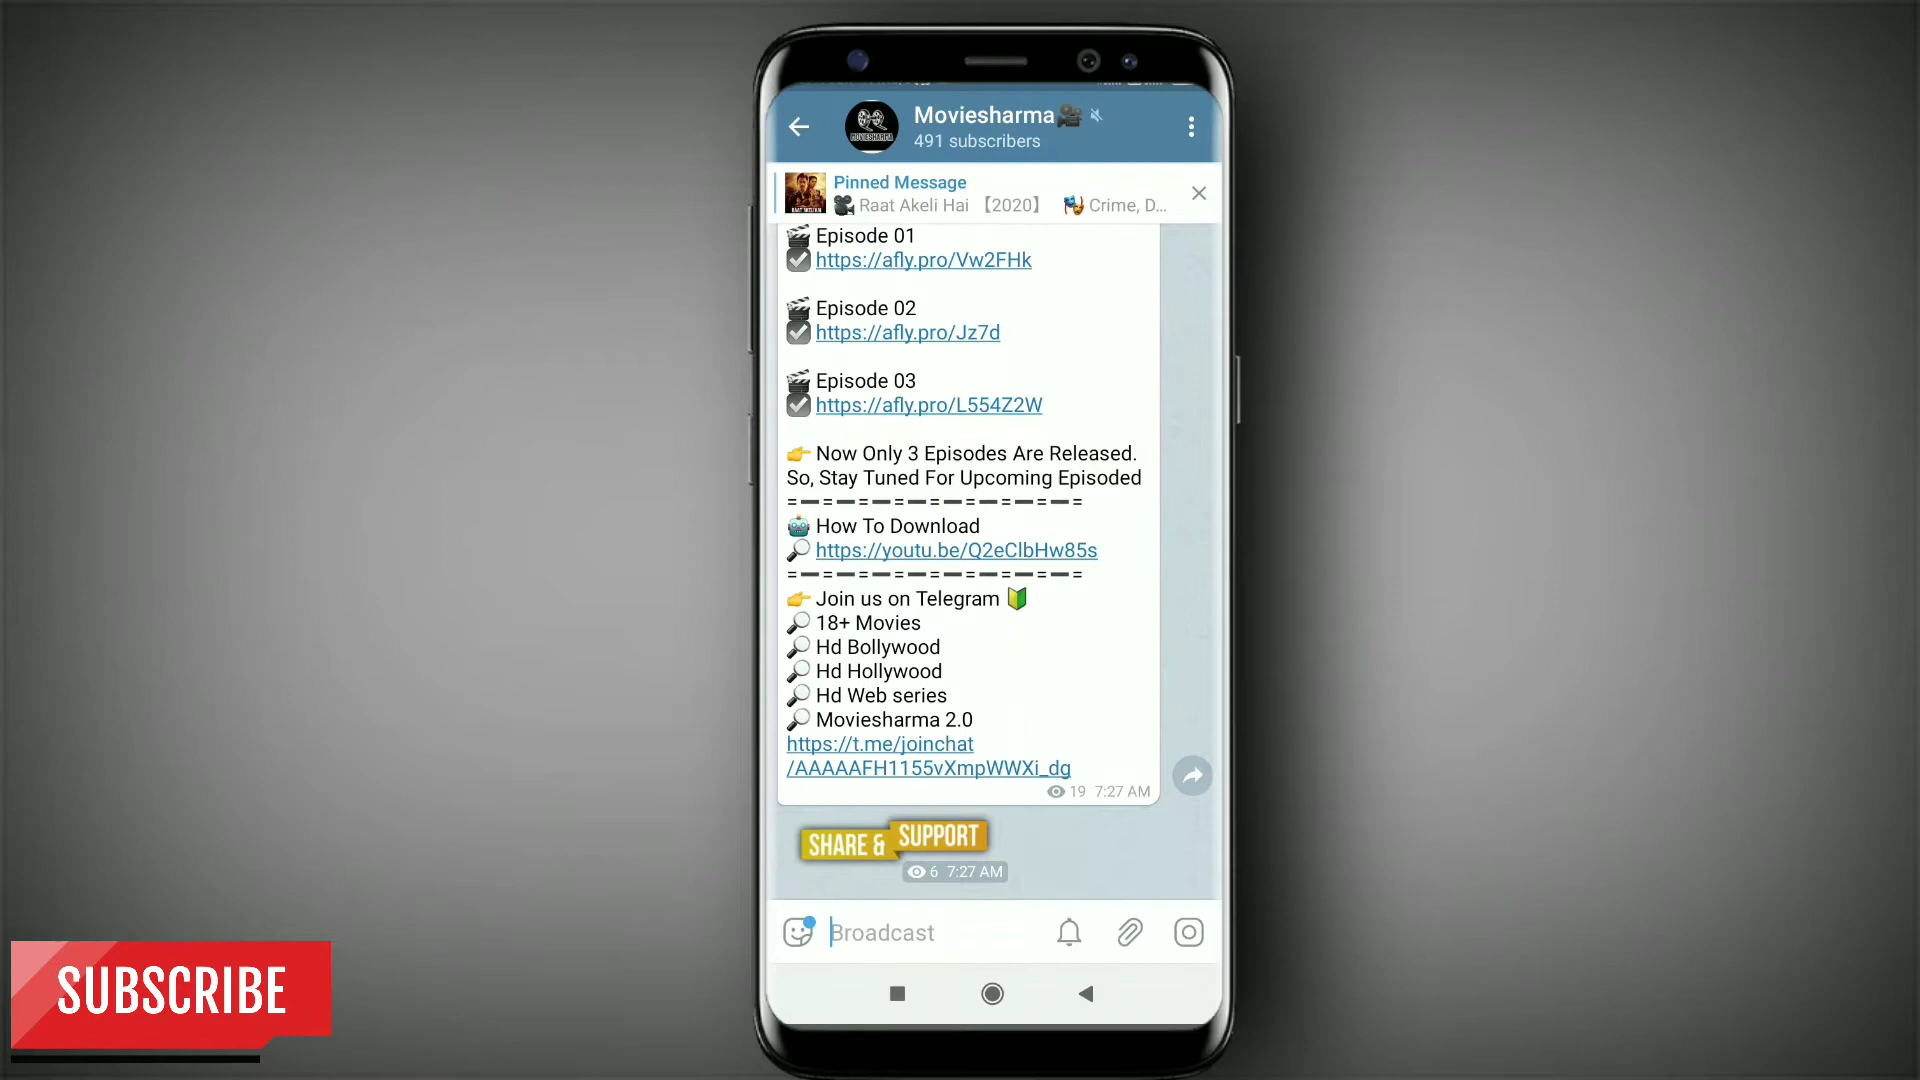 Moviesharma
491 subscribers
MOVIESHARMA
Pinned Message
Raat Akeli Hai 【2020】 Crime, D...
Episode 01
https://afly.pro/Vw2FHk
Episode 02
https://afly.pro/Jz7d
Episode 03
https://afly.pro/L554Z2W
👉 Now Only 3 Episodes Are Released.
So, Stay Tuned For Upcoming Episoded
=➖=➖=➖=➖=➖=➖=➖=➖=
🤖 How To Download
🔎 https://youtu.be/Q2eClbHw85s
=➖=➖=➖=➖=➖=➖=➖=➖=
👉 Join us on Telegram 🔰
🔎 18+ Movies
🔎 Hd Bollywood
🔎 Hd Hollywood
🔎 Hd Web series
🔎 Moviesharma 2.0
https://t.me/joinchat
/AAAAAFH1155vXmpWWXi_dg
19 7:27 AM
SHARE & SUPPORT
6 7:27 AM
Broadcast
SUBSCRIBE